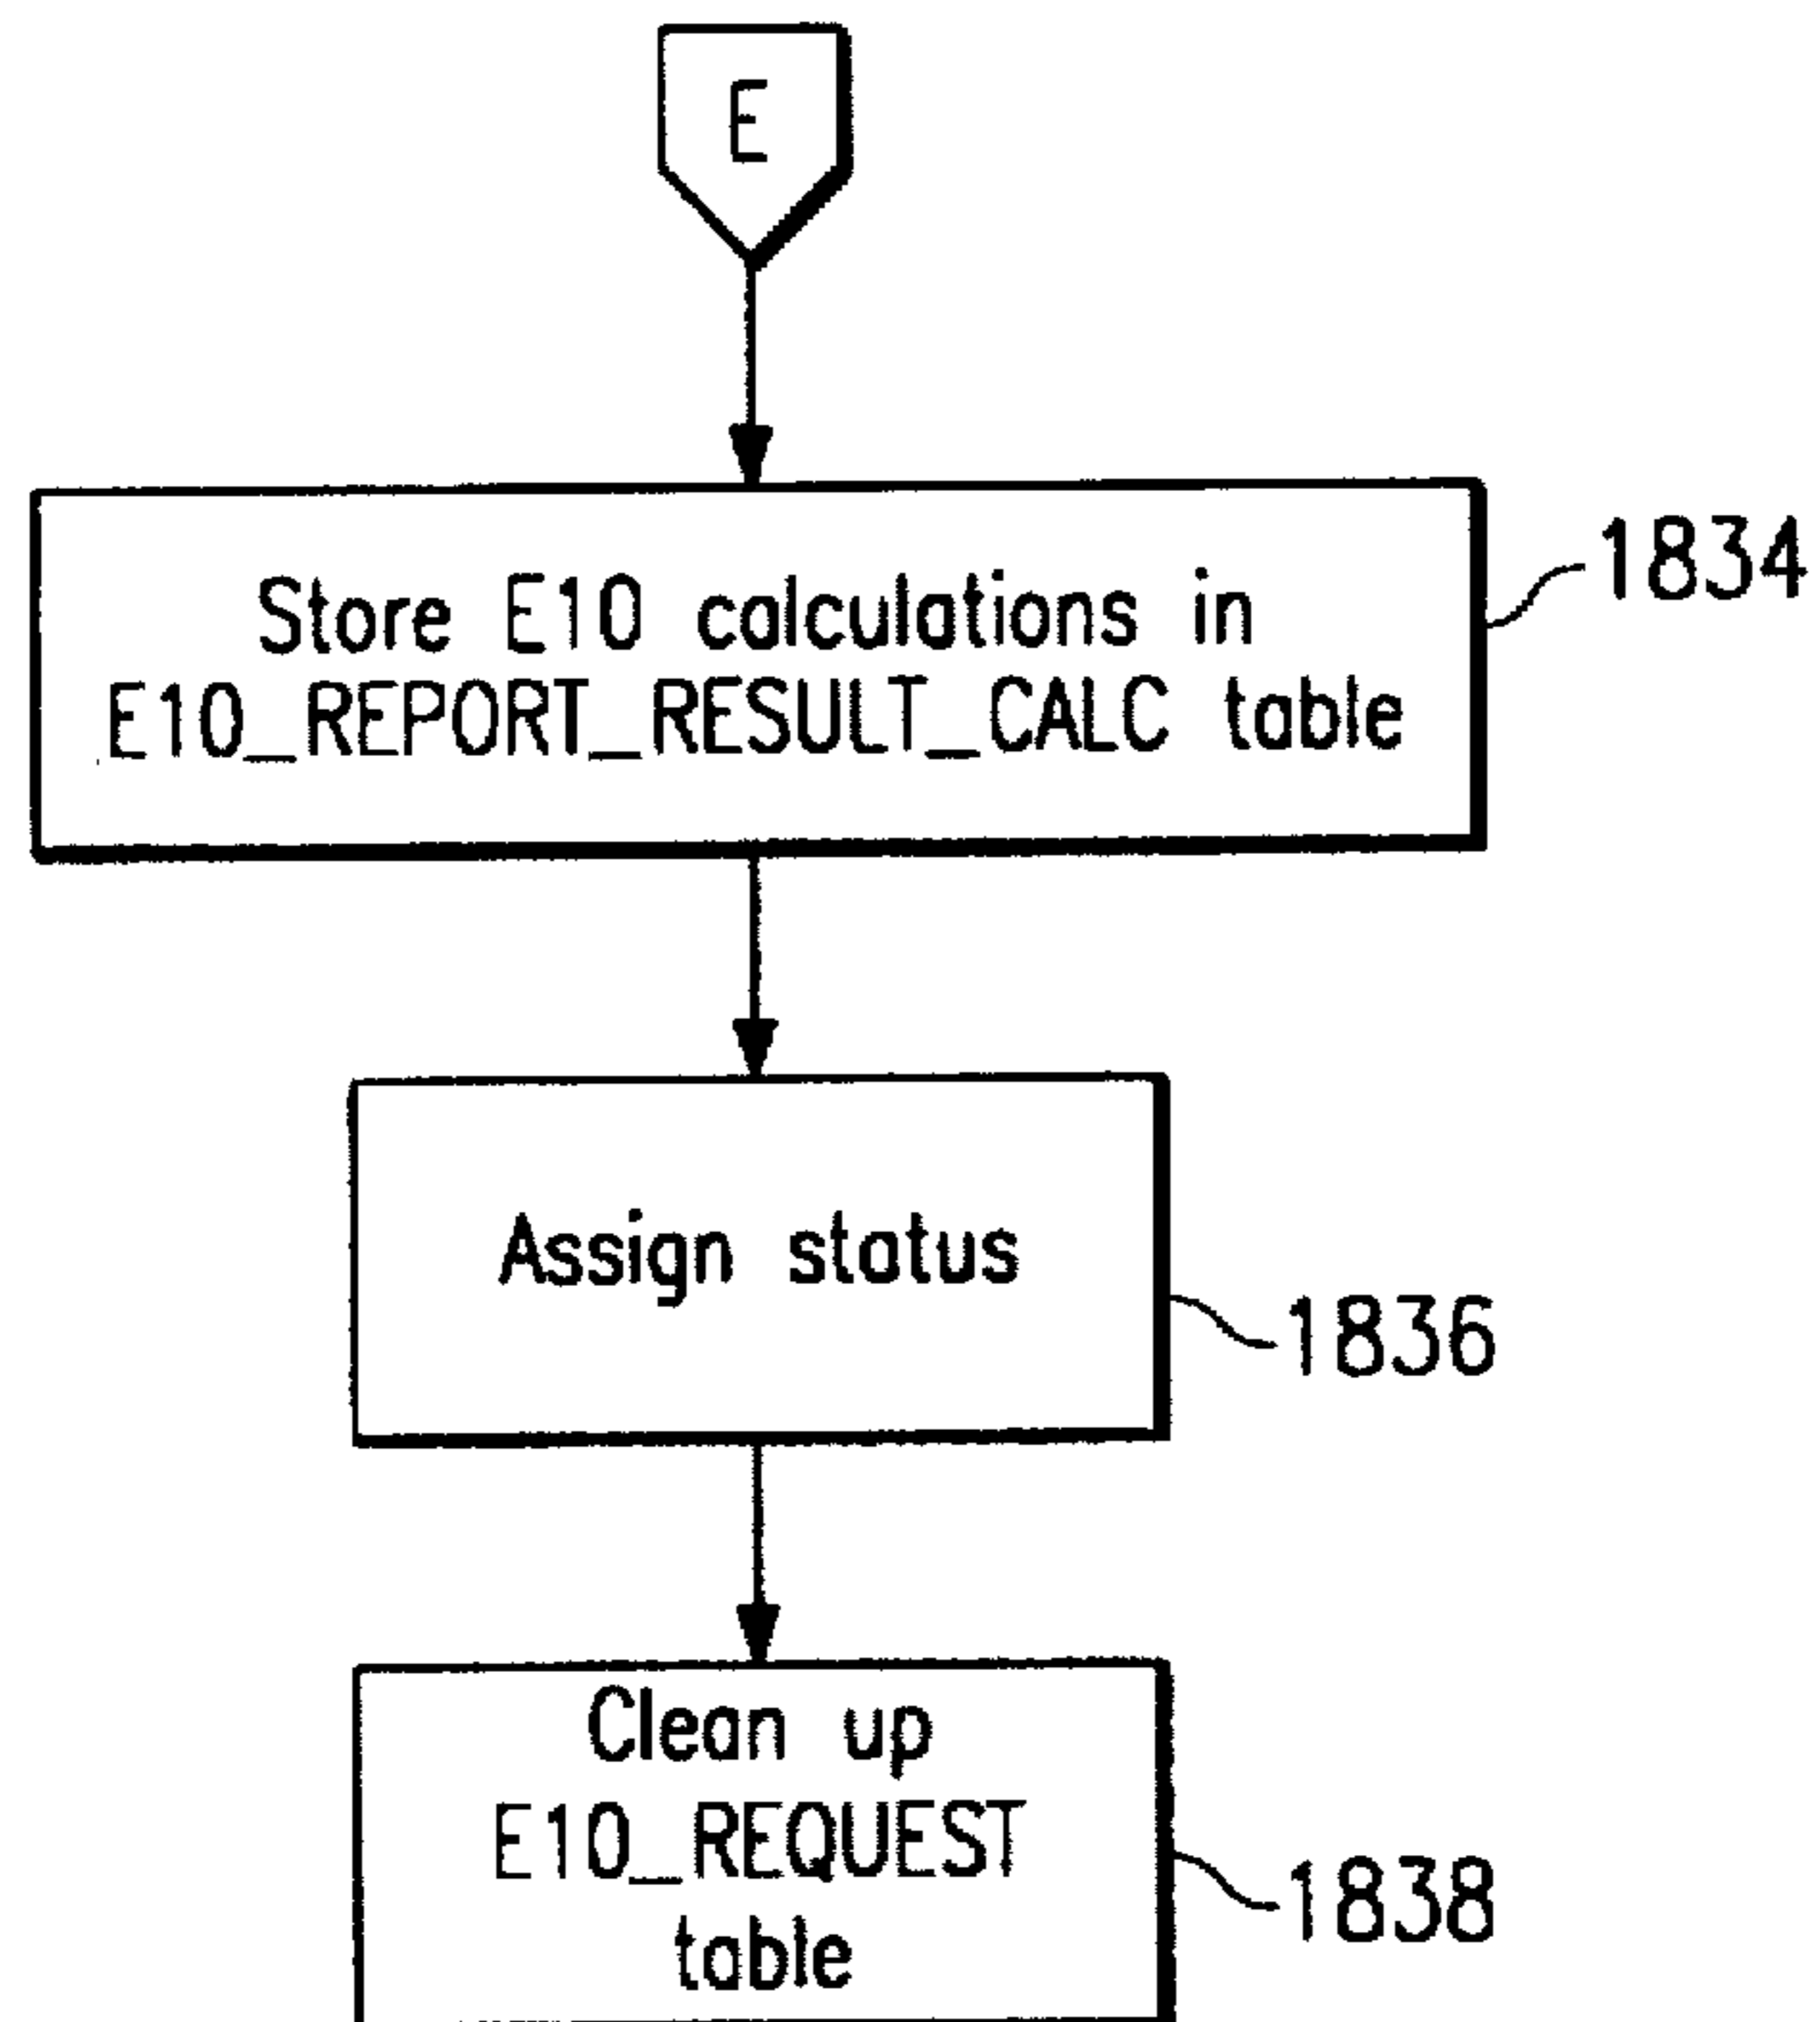 E
Store E10 calculations in
E10_REPORT_RESULT_CALC table
1834
Assign status
1836
Clean up
E10_REQUEST
table
1838